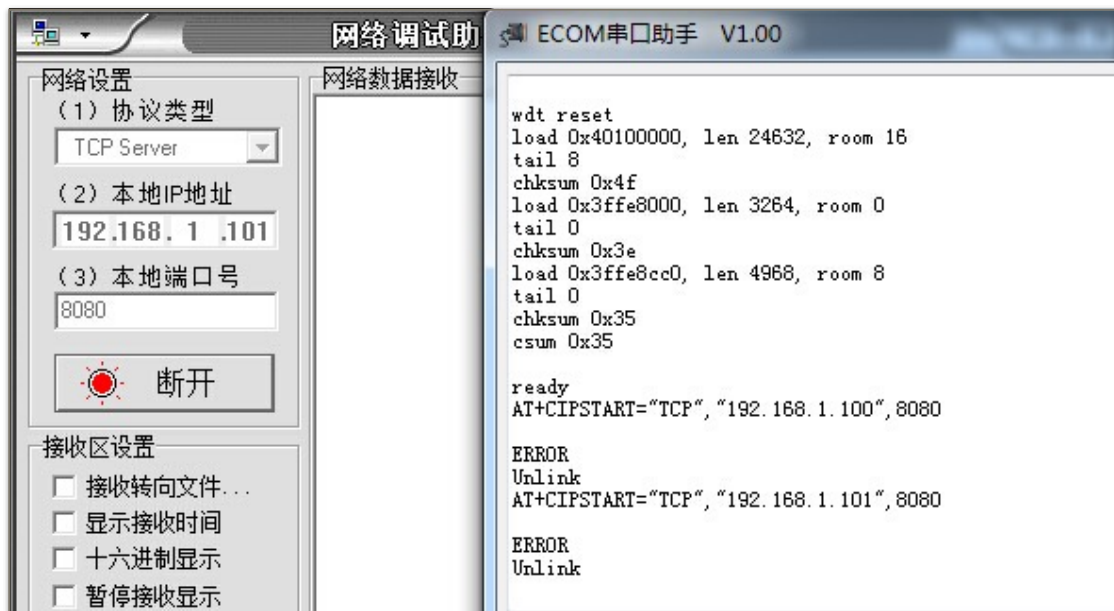 网络调试助
网络设置
(1) 协议类型
TCP Server
(2) 本地IP地址
192.168. 1 .101
(3) 本地端口号
8080
断开
接收区设置
接收转向文件...
显示接收时间
十六进制显示
暂停接收显示
网络数据接收
ECOM串口助手 V1.00
wdt reset
load 0x40100000, len 24632, room 16
tail 8
chksum 0x4f
load 0x3ffe8000, len 3264, room 0
tail 0
chksum 0x3e
load 0x3ffe8cc0, len 4968, room 8
tail 0
chksum 0x35
csum 0x35
ready
AT+CIPSTART="TCP","192.168.1.100",8080
ERROR
Unlink
AT+CIPSTART="TCP","192.168.1.101",8080
ERROR
Unlink